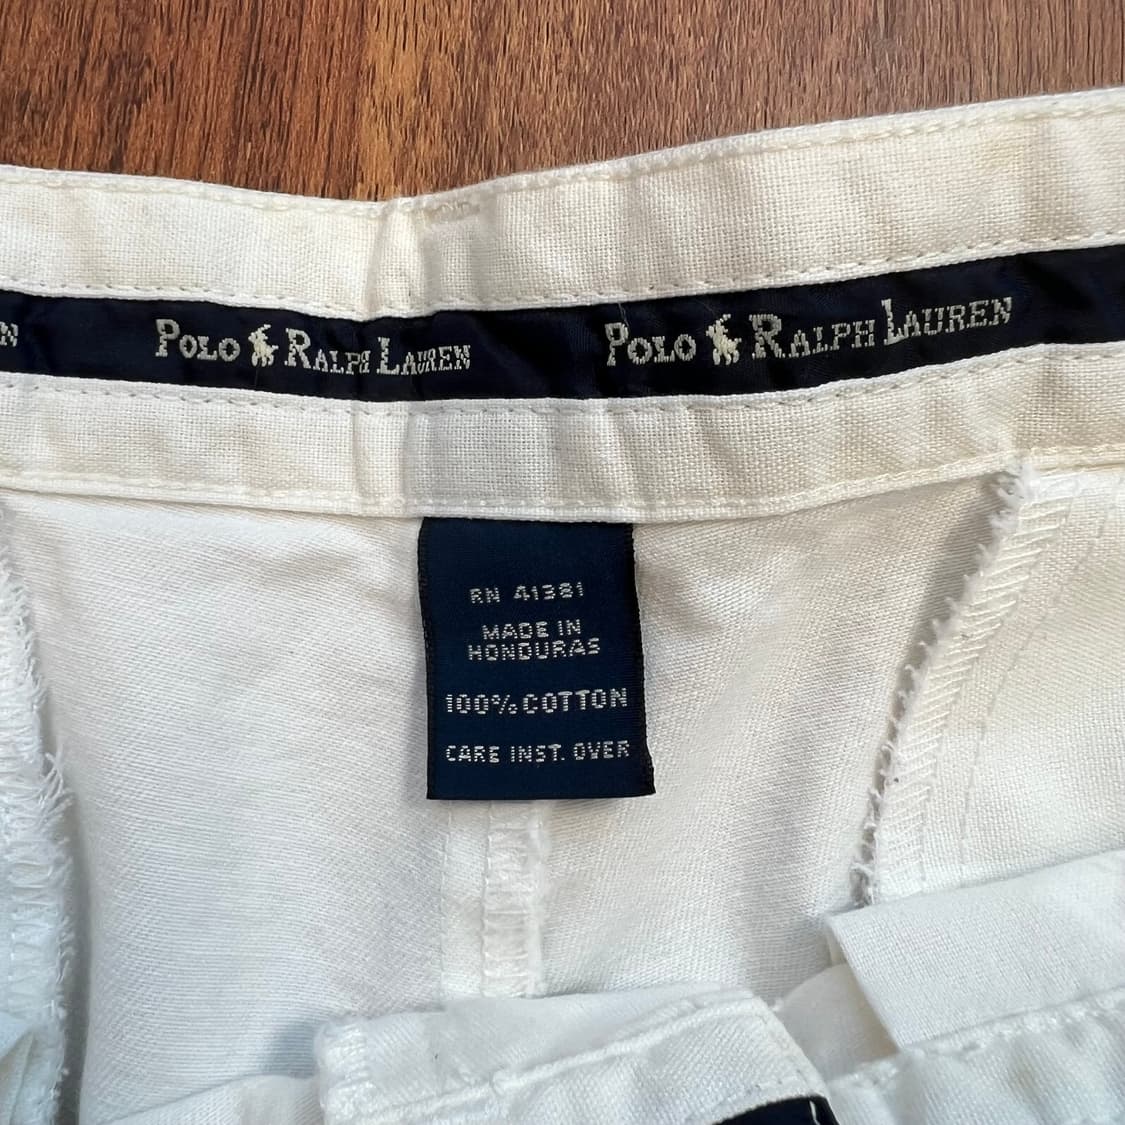 N POLO RALPH LAUREN POLO RALPH LAUREN
RN 41381
MADE IN
HONDURAS
100% COTTON
CARE INST. OVER